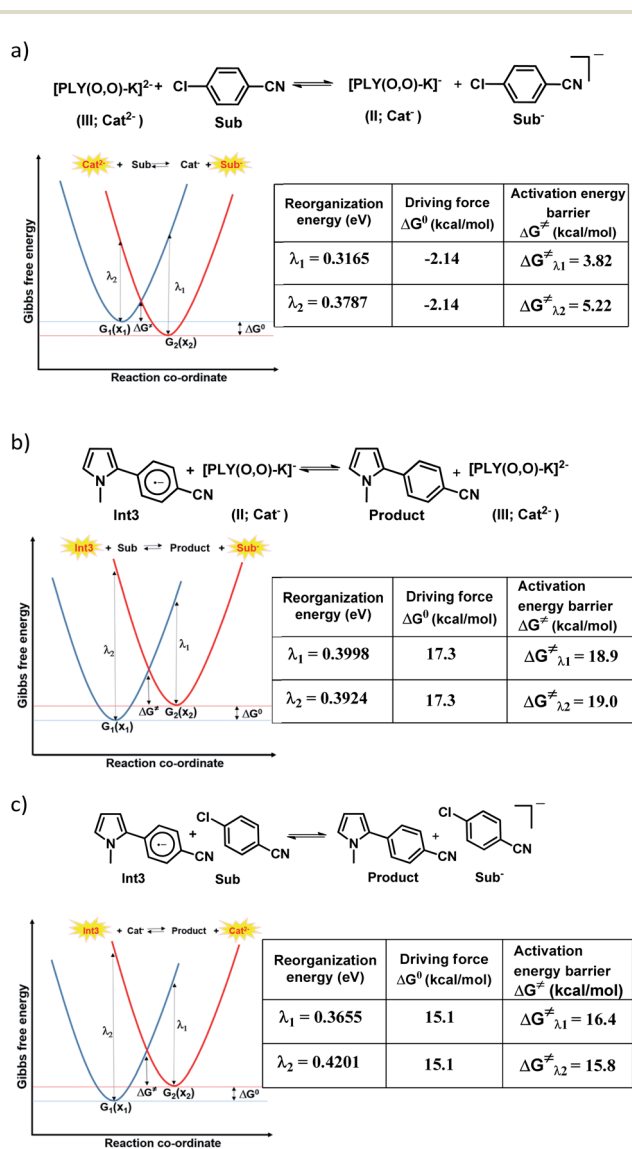 a)
[PLY(O,O)-K]²⁻ + Cl CN ⇌ [PLY(O,O)-K]⁻ + Cl CN ⁻
(III; Cat²⁻) Sub (II; Cat⁻) Sub⁻
Cat²⁻ + Sub ⇌ Cat⁻ + Sub⁻
Gibbs free energy
λ₂
λ₁
G₁(x₁) ΔG≠ G₂(x₂) ΔG⁰
Reaction co-ordinate
Reorganization energy (eV) Driving force ΔG⁰ (kcal/mol) Activation energy barrier ΔG≠ (kcal/mol)
λ₁ = 0.3165 -2.14 ΔG≠λ1 = 3.82
λ₂ = 0.3787 -2.14 ΔG≠λ2 = 5.22
b)
N •− CN + [PLY(O,O)-K]⁻ ⇌ N CN + [PLY(O,O)-K]²⁻
Int3 (II; Cat⁻) Product (III; Cat²⁻)
Int3 + Sub ⇌ Product + Sub⁻
Gibbs free energy
λ₂
λ₁
G₁(x₁) ΔG≠ G₂(x₂) ΔG⁰
Reaction co-ordinate
Reorganization energy (eV) Driving force ΔG⁰ (kcal/mol) Activation energy barrier ΔG≠ (kcal/mol)
λ₁ = 0.3998 17.3 ΔG≠λ1 = 18.9
λ₂ = 0.3924 17.3 ΔG≠λ2 = 19.0
c)
N •− CN + Cl CN ⇌ N CN + Cl CN ⁻
Int3 Sub Product Sub⁻
Int3 + Cat⁻ ⇌ Product + Cat²⁻
Gibbs free energy
λ₂
λ₁
G₁(x₁) ΔG≠ G₂(x₂) ΔG⁰
Reaction co-ordinate
Reorganization energy (eV) Driving force ΔG⁰ (kcal/mol) Activation energy barrier ΔG≠ (kcal/mol)
λ₁ = 0.3655 15.1 ΔG≠λ1 = 16.4
λ₂ = 0.4201 15.1 ΔG≠λ2 = 15.8